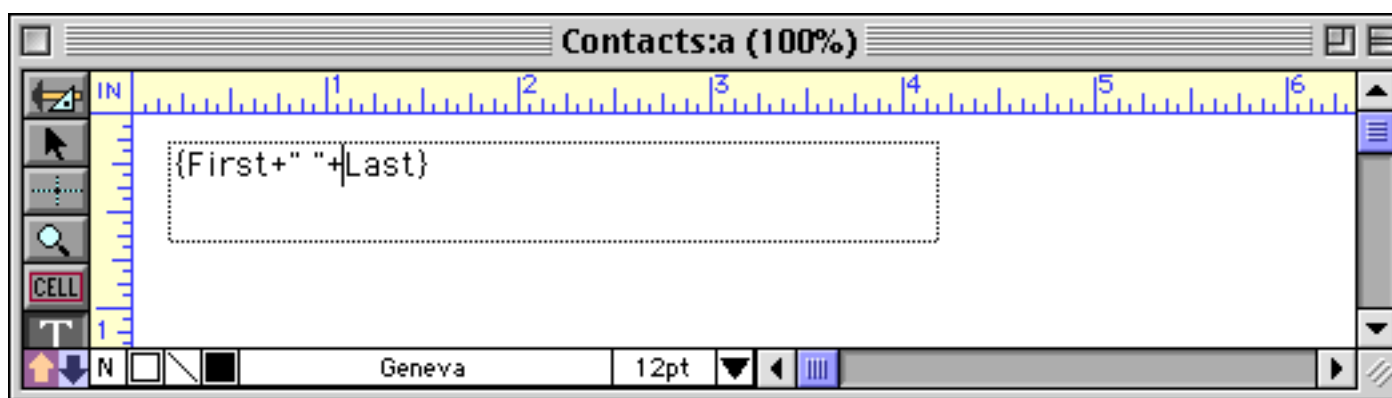 Contacts:a (100%)
IN 1 2 3 4 5 6
{First+" "+Last}
CELL
T
1
N Geneva 12pt